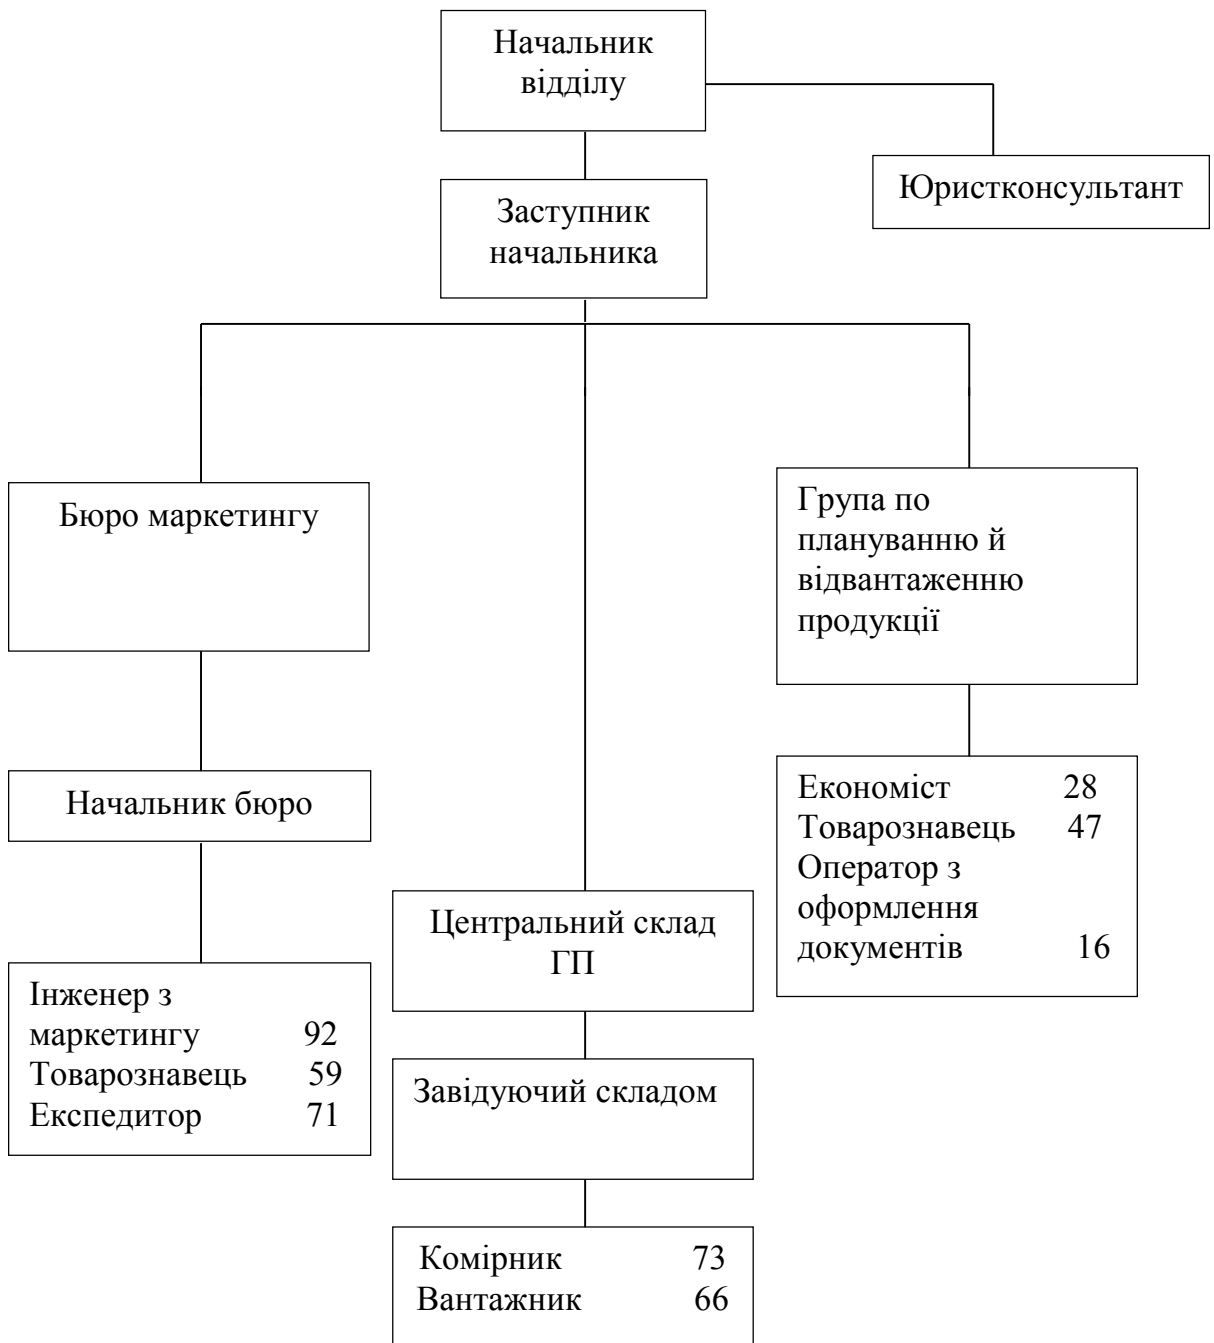 Начальник
відділу
Юристконсультант
Заступник
начальника
Бюро маркетингу
Група по
плануванню й
відвантаженню
продукції
Начальник бюро
Економіст 28
Товарознавець 47
Оператор з
оформлення
документів 16
Центральний склад
ГП
Інженер з
маркетингу 92
Товарознавець 59
Експедитор 71
Завідуючий складом
Комірник 73
Вантажник 66